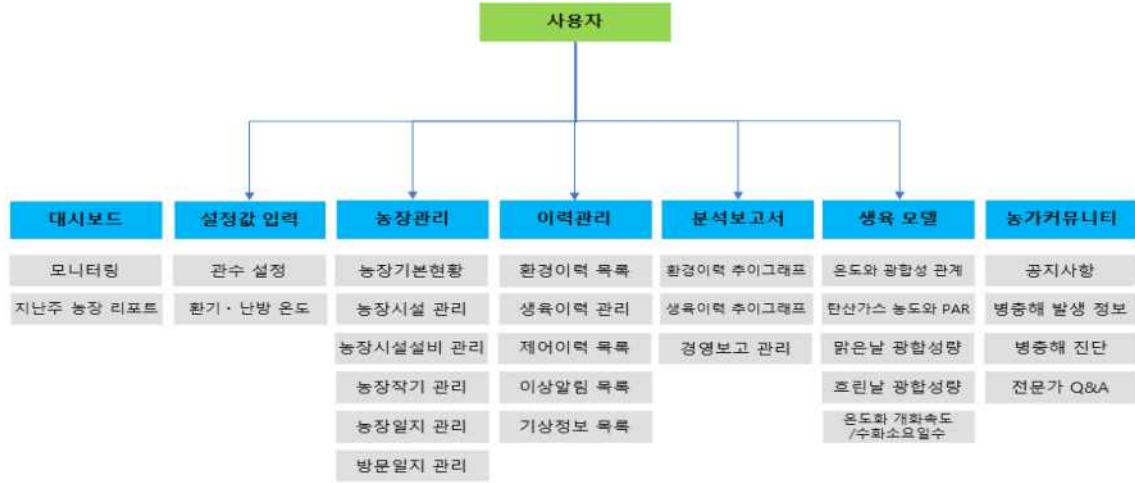 사용자
대시보드
설정값 입력
농장관리
이력관리
분석보고서
생육 모델
농가커뮤니티
모니터링
관수 설정
농장기본현황
환경이력 목록
환경이력 추이그래프
온도와 광합성 관계
공지사항
지난주 농장 리포트
환기 · 난방 온도
농장시설 관리
생육이력 관리
생육이력 추이그래프
탄산가스 농도와 PAR
병충해 발생 정보
농장시설설비 관리
제어이력 목록
경영보고 관리
맑은날 광합성량
병충해 진단
농장작기 관리
이상알림 목록
흐린날 광합성량
전문가 Q&A
농장일지 관리
기상정보 목록
온도화 개화속도
/수화소요일수
방문일지 관리